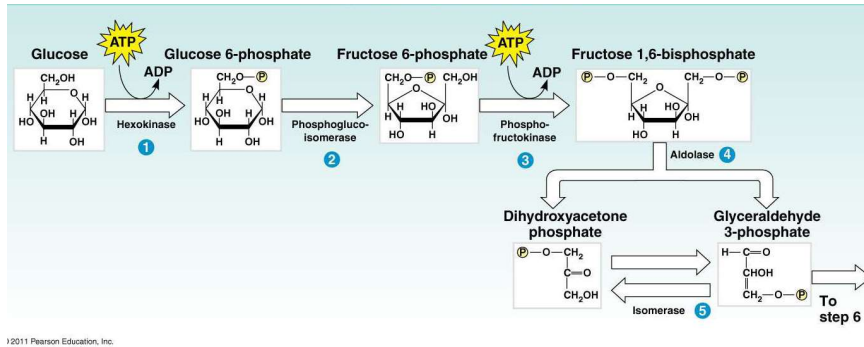 ATP
ATP
Glucose
Glucose 6-phosphate
Fructose 6-phosphate
Fructose 1,6-bisphosphate
ADP
ADP
CH₂OH
O
H
H
H
OH
H
HO
OH
H
OH
CH₂O—P
O
H
H
H
OH
H
HO
OH
H
OH
CH₂O—P
CH₂OH
O
H
HO
H
OH
HO
H
P—O—CH₂
CH₂—O—P
O
H
HO
H
OH
HO
H
Hexokinase
1
Phosphogluco-
isomerase
2
Phospho-
fructokinase
3
Aldolase 4
Dihydroxyacetone
phosphate
Glyceraldehyde
3-phosphate
P—O—CH₂
C=O
CH₂OH
H—C=O
CHOH
CH₂—O—P
Isomerase 5
To
step 6
2011 Pearson Education, Inc.